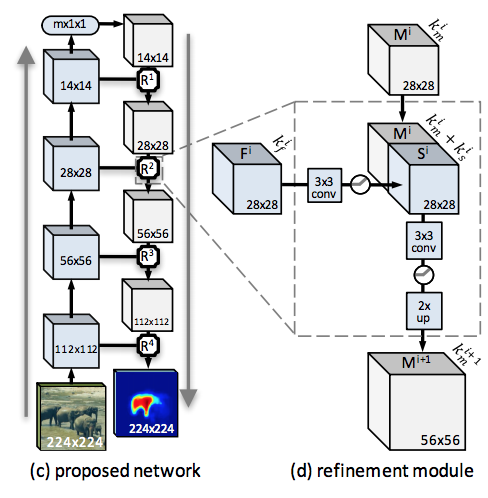 mx1x1
14x14
14x14
R¹
28x28
28x28
R²
56x56
56x56
R³
112x112
112x112
R⁴
224x224
224x224
(c) proposed network
Mⁱ
kⁱₘ
28x28
Fⁱ
kⁱf
28x28
3x3
conv
Mⁱ
kⁱₘ + kⁱₛ
Sⁱ
28x28
3x3
conv
2x
up
Mⁱ⁺¹
kⁱ⁺¹ₘ
56x56
(d) refinement module